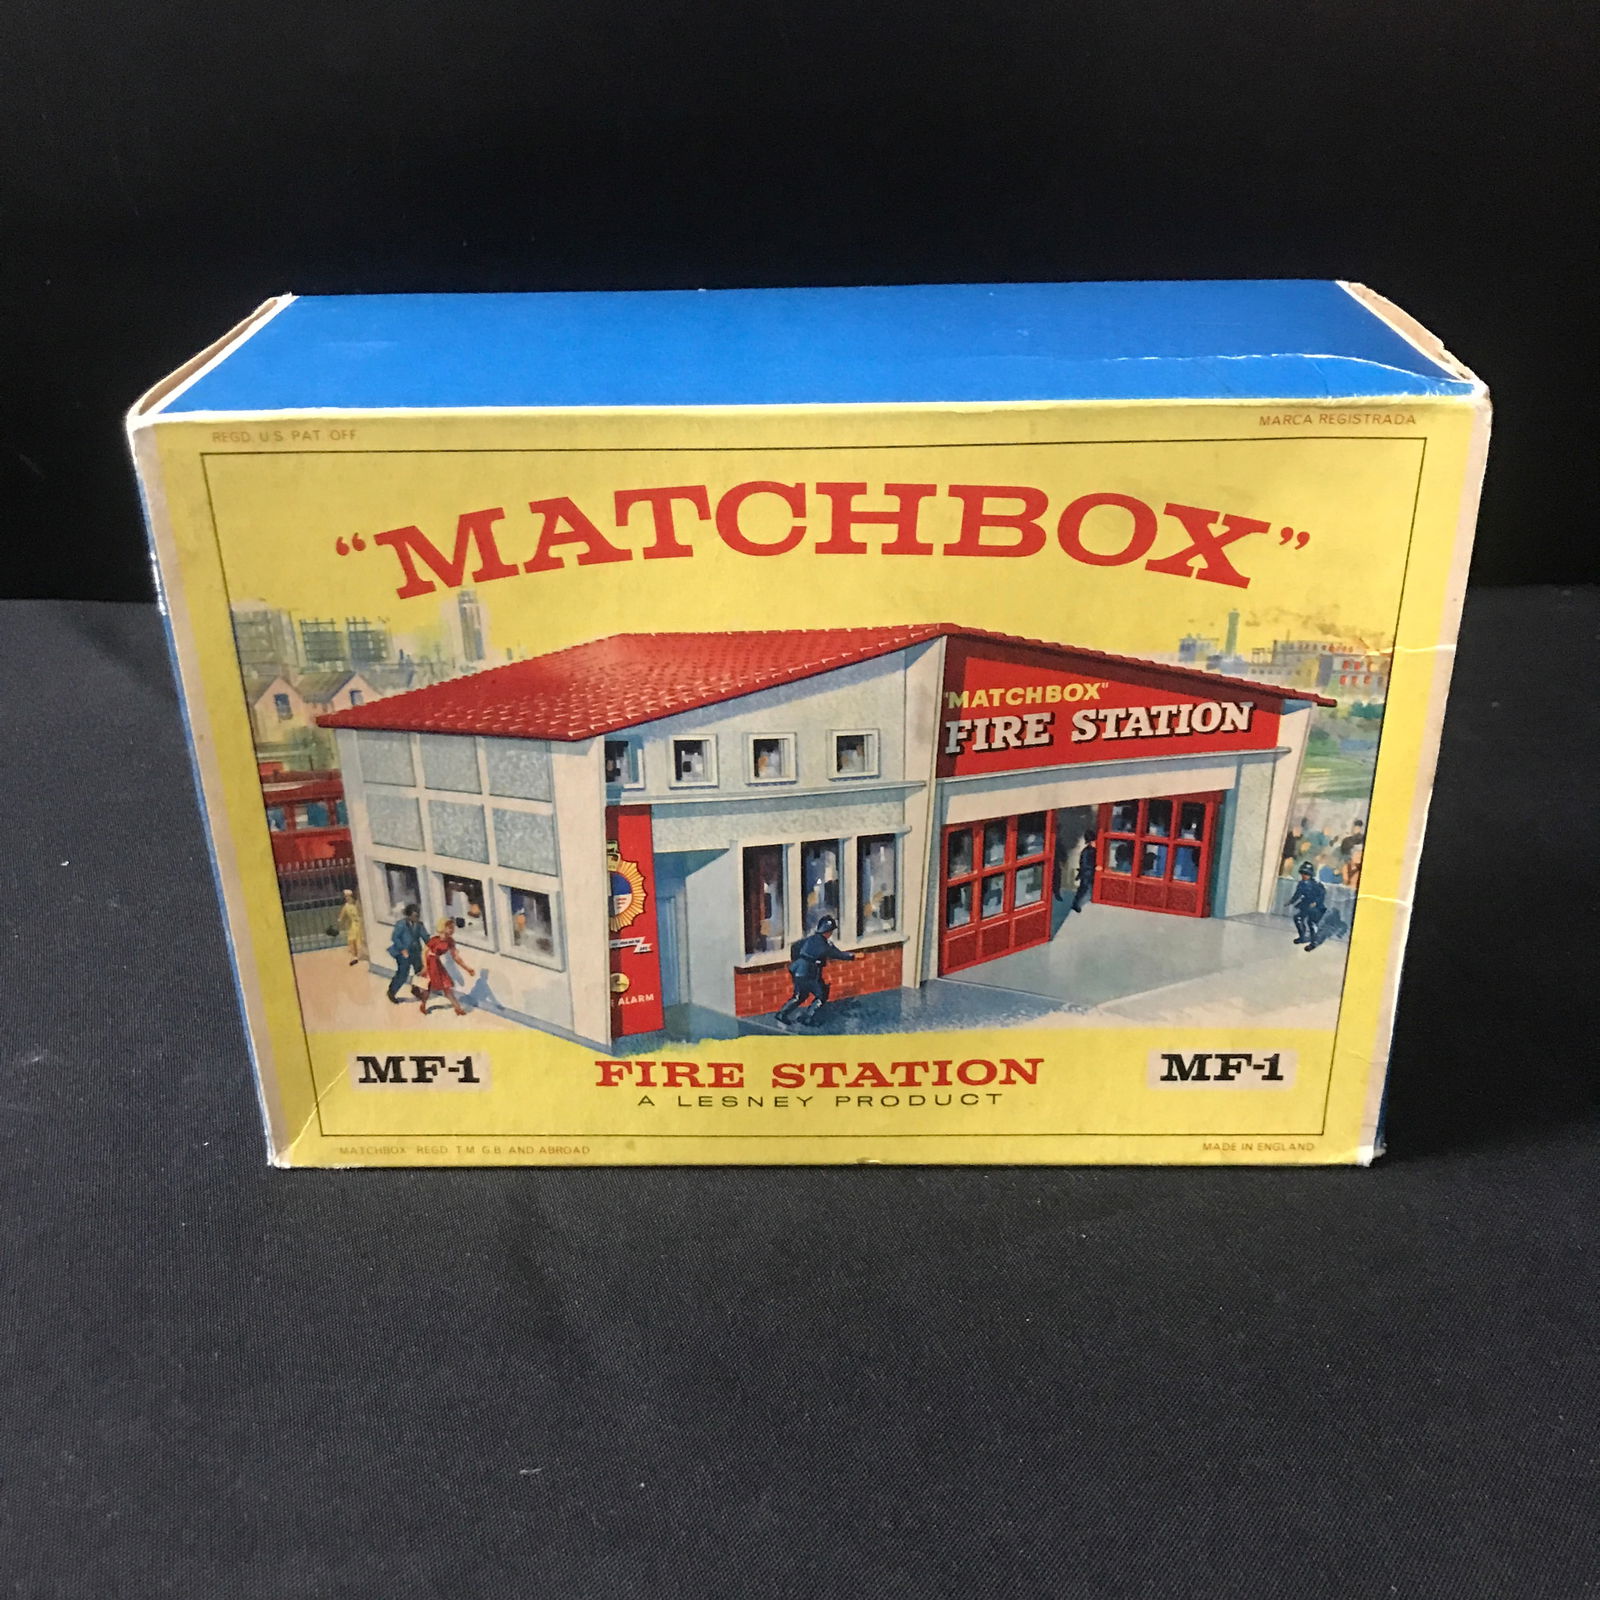 REGD. U.S. PAT. OFF
MARCA REGISTRADA
“MATCHBOX”
"MATCHBOX"
FIRE STATION
ALARM
MF-1
FIRE STATION
MF-1
A LESNEY PRODUCT
MATCHBOX REGD. T.M. G.B. AND ABROAD
MADE IN ENGLAND